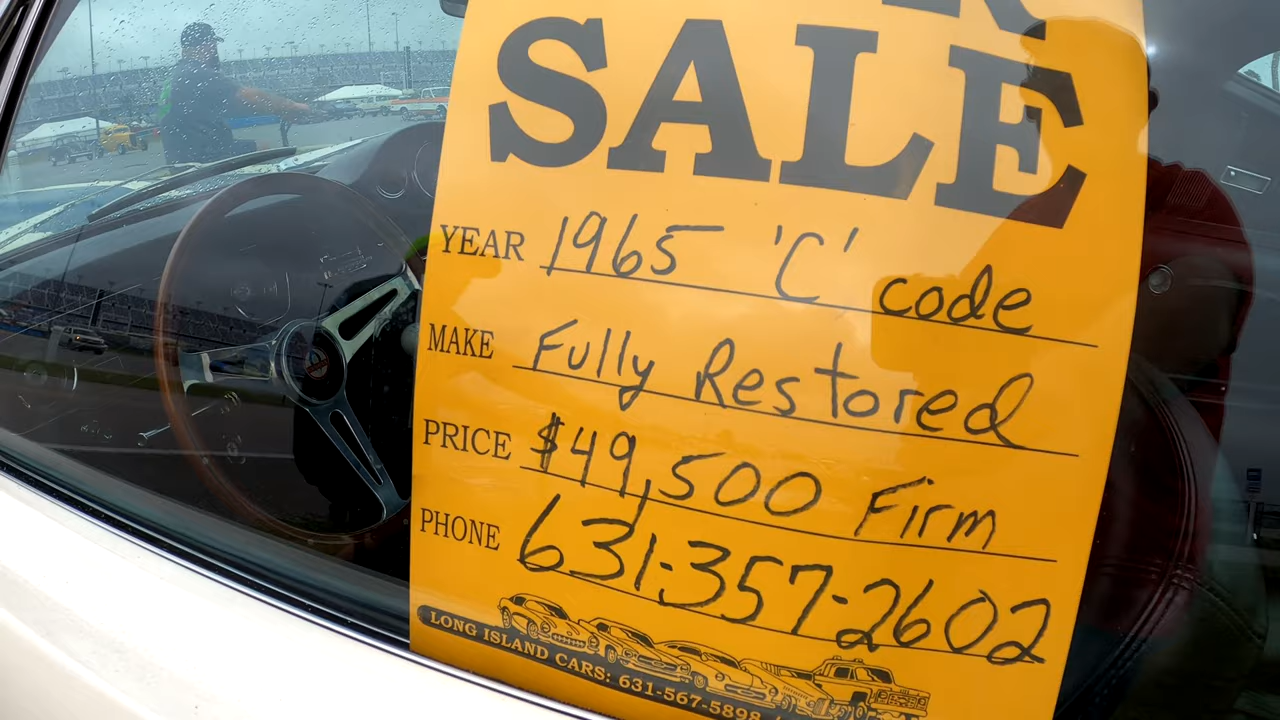 SALE
YEAR 1965 'C' code
MAKE Fully Restored
PRICE $49,500 Firm
PHONE 631-357-2602
LONG ISLAND CARS: 631-567-5898